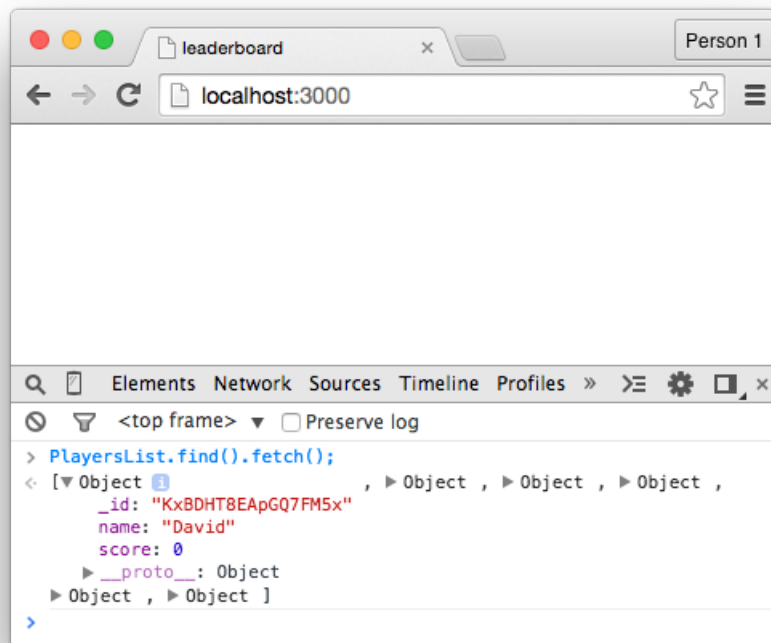 leaderboard × Person 1
localhost:3000
Elements Network Sources Timeline Profiles » ×
<top frame> ▼ Preserve log
> PlayersList.find().fetch();
[▼ Object i , ▶ Object , ▶ Object , ▶ Object ,
_id: "KxBDHT8EApGQ7FM5x"
name: "David"
score: 0
▶ __proto__: Object
▶ Object , ▶ Object ]
>